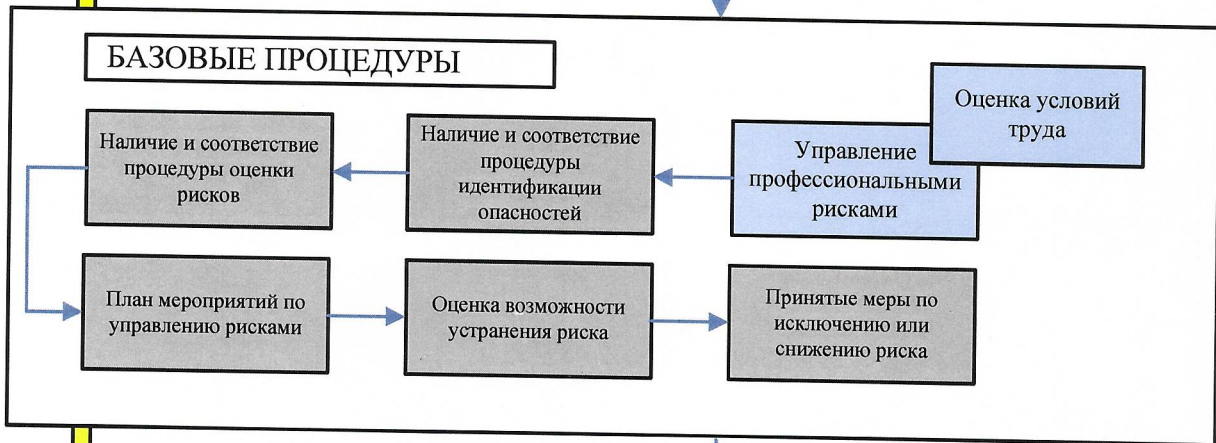 БАЗОВЫЕ ПРОЦЕДУРЫ
Оценка условий
труда
Наличие и соответствие
процедуры оценки
рисков
Наличие и соответствие
процедуры
идентификации
опасностей
Управление
профессиональными
рисками
План мероприятий по
управлению рисками
Оценка возможности
устранения риска
Принятые меры по
исключению или
снижению риска